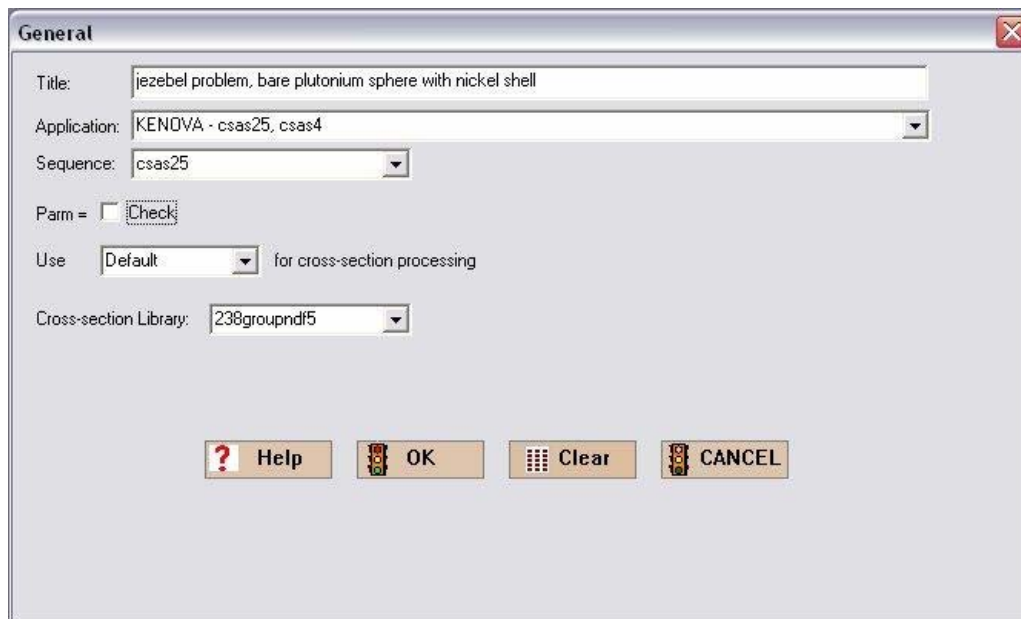 General
Title: jezebel problem, bare plutonium sphere with nickel shell
Application: KENOVA - csas25, csas4
Sequence: csas25
Parm = Check
Use Default for cross-section processing
Cross-section Library: 238groupndf5
? Help OK Clear CANCEL